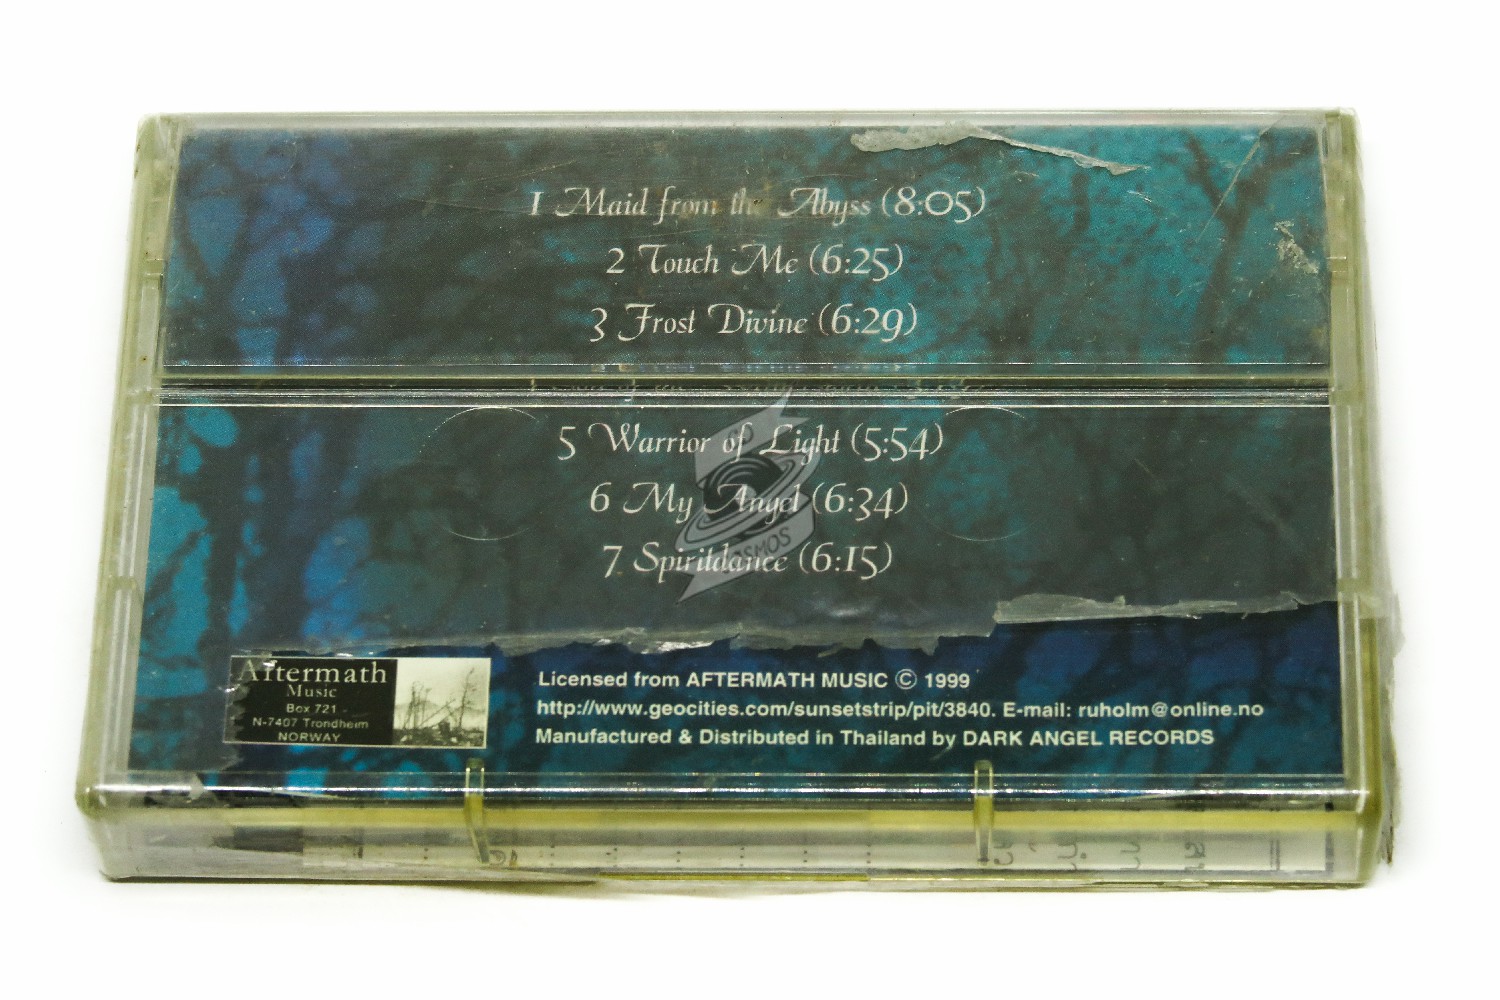 1 Maid from the Abyss (8:05)
2 Touch Me (6:25)
3 Frost Divine (6:29)
5 Warrior of Light (5:54)
6 My Angel (6:34)
7 Spiritdance (6:15)
CD
COSMOS
Aftermath
Music
Box 721
N-7407 Trondheim
NORWAY
Licensed from AFTERMATH MUSIC © 1999
http://www.geocities.com/sunsetstrip/pit/3840. E-mail: ruholm@online.no
Manufactured & Distributed in Thailand by DARK ANGEL RECORDS